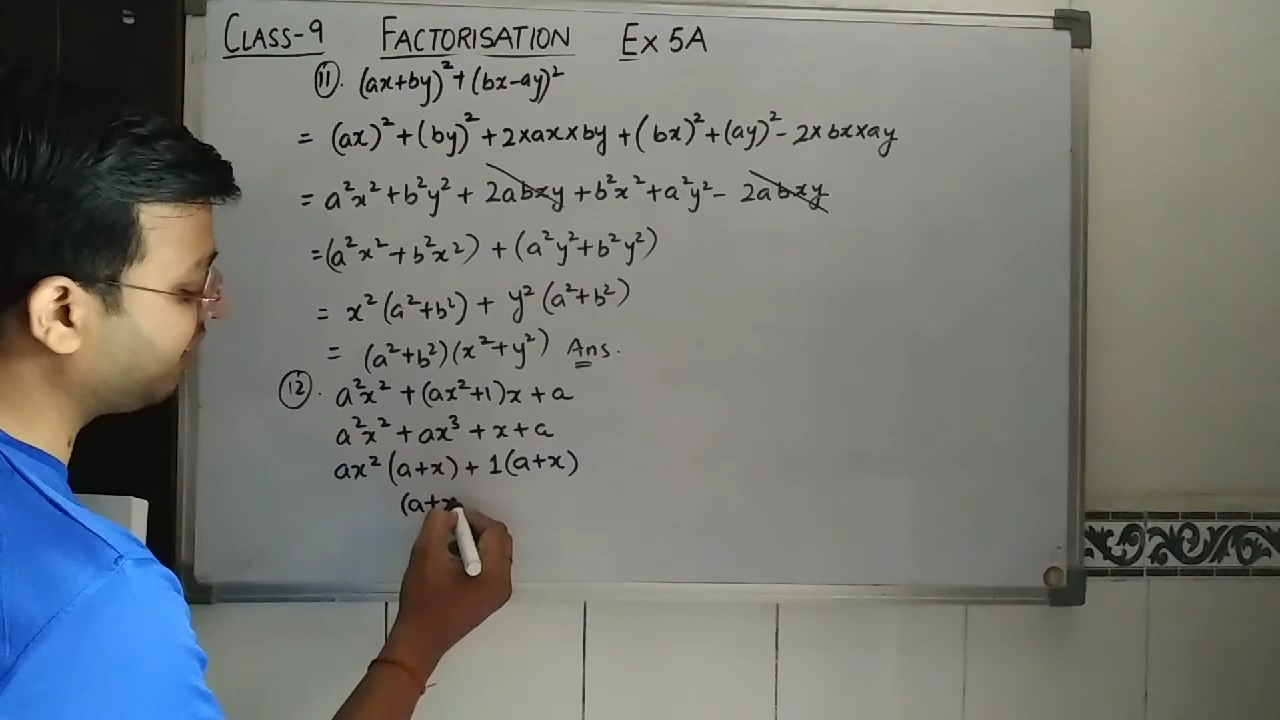 CLASS-9 FACTORISATION Ex 5A
(11). (ax+by)²+(bx-ay)²
= (ax)²+(by)²+2×ax×by+(bx)²+(ay)²-2×bx×ay
= a²x²+b²y²+2abxy+b²x²+a²y²-2abxy
=(a²x²+b²x²)+(a²y²+b²y²)
= x²(a²+b²)+y²(a²+b²)
= (a²+b²)(x²+y²) Ans.
(12). a²x²+(ax²+1)x+a
a²x²+ax³+x+a
ax²(a+x)+1(a+x)
(a+x